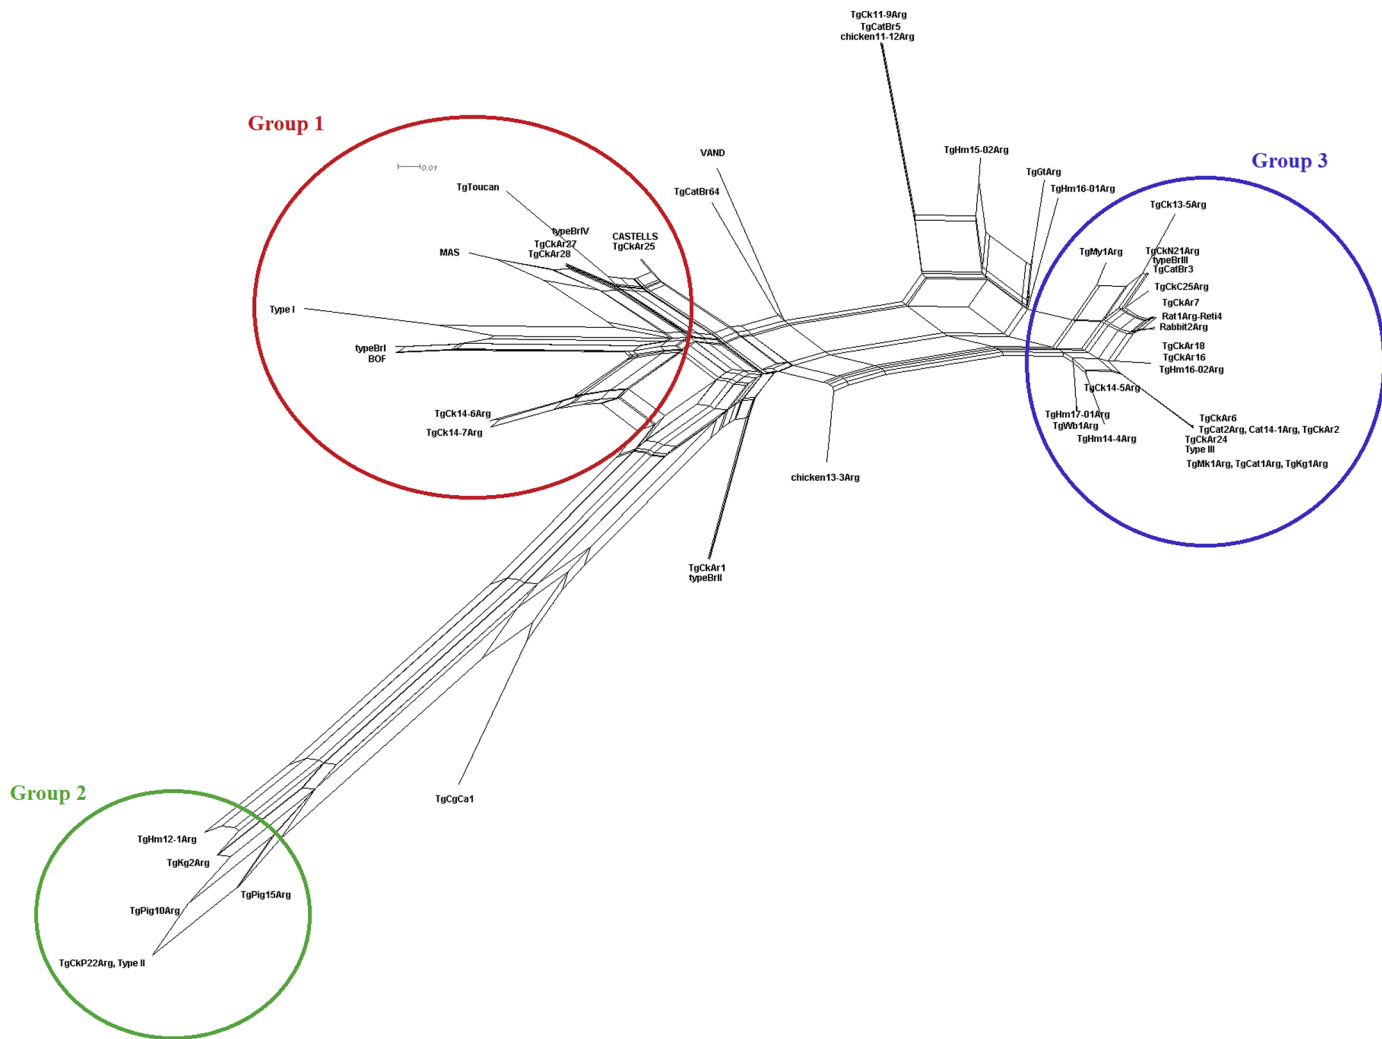 TgCk11-9Arg
TgCatBr5
chicken11-12Arg
Group 1
VAND
TgHm15-02Arg
Group 3
0.01
TgToucan
TgCatBr64
TgGtArg
TgHm16-01Arg
TgCk13-5Arg
typeBrIV
TgCkAr27
TgCkAr28
CASTELLS
TgCkAr25
MAS
TgMy1Arg
TgCkN21Arg
typeBrIII
TgCatBr3
TgCkC25Arg
TgCkAr7
Type I
Rat1Arg-Reti4
Rabbit2Arg
typeBrI
BOF
TgCkAr18
TgCkAr16
TgHm16-02Arg
TgCk14-5Arg
TgCk14-6Arg
TgCk14-7Arg
TgHm17-01Arg
TgWb1Arg
TgHm14-4Arg
TgCkAr6
TgCat2Arg, Cat14-1Arg, TgCkAr2
TgCkAr24
Type III
TgMk1Arg, TgCat1Arg, TgKg1Arg
chicken13-3Arg
TgCkAr1
typeBrII
Group 2
TgCgCa1
TgHm12-1Arg
TgKg2Arg
TgPig15Arg
TgPig10Arg
TgCkP22Arg, Type II